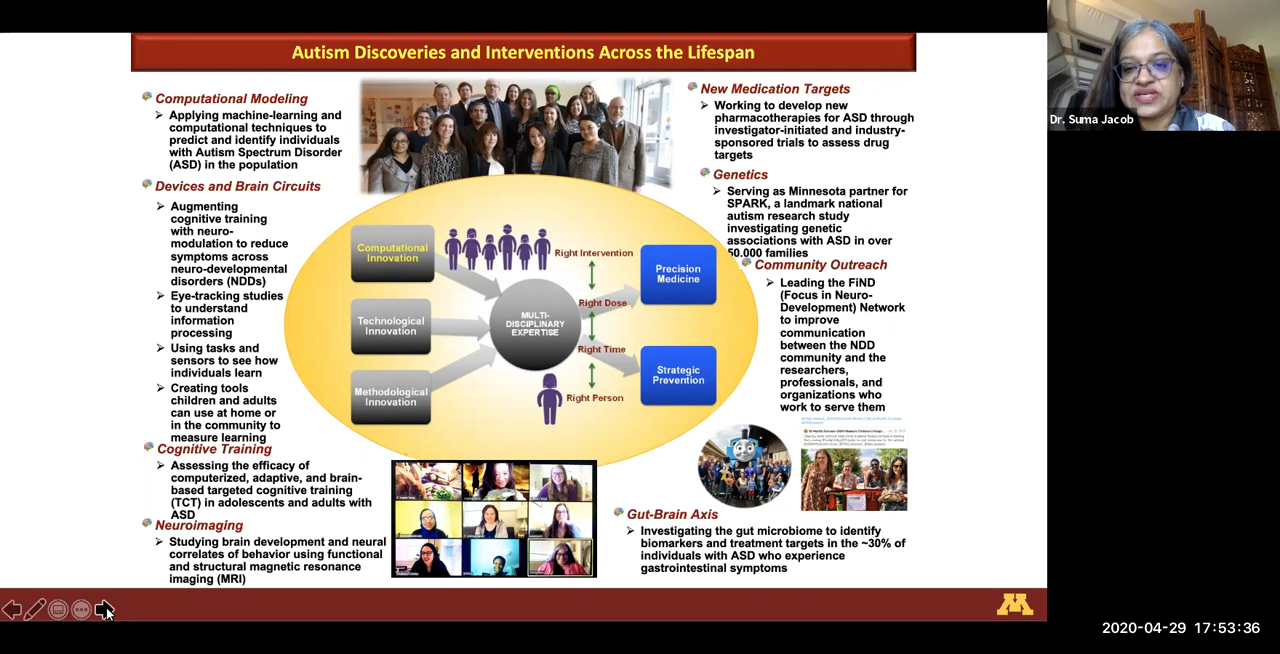 Autism Discoveries and Interventions Across the Lifespan
Computational Modeling
Applying machine-learning and
computational techniques to
predict and identify individuals
with Autism Spectrum Disorder
(ASD) in the population
Devices and Brain Circuits
Augmenting
cognitive training
with neuro-
modulation to reduce
symptoms across
neuro-developmental
disorders (NDDs)
Eye-tracking studies
to understand
information
processing
Using tasks and
sensors to see how
individuals learn
Creating tools
children and adults
can use at home or
in the community to
measure learning
Cognitive Training
Assessing the efficacy of
computerized, adaptive, and brain-
based targeted cognitive training
(TCT) in adolescents and adults with
ASD
Neuroimaging
Studying brain development and neural
correlates of behavior using functional
and structural magnetic resonance
imaging (MRI)
Computational
Innovation
Technological
Innovation
Methodological
Innovation
MULTI-
DISCIPLINARY
EXPERTISE
Right Intervention
Right Dose
Right Time
Right Person
Precision
Medicine
Strategic
Prevention
New Medication Targets
Working to develop new
pharmacotherapies for ASD through
investigator-initiated and industry-
sponsored trials to assess drug
targets
Genetics
Serving as Minnesota partner for
SPARK, a landmark national
autism research study
investigating genetic
associations with ASD in over
50,000 families
Community Outreach
Leading the FiND
(Focus in Neuro-
Development) Network
to improve
communication
between the NDD
community and the
researchers,
professionals, and
organizations who
work to serve them
Gut-Brain Axis
Investigating the gut microbiome to identify
biomarkers and treatment targets in the ~30% of
individuals with ASD who experience
gastrointestinal symptoms
M
Dr. Suma Jacob
2020-04-29 17:53:36